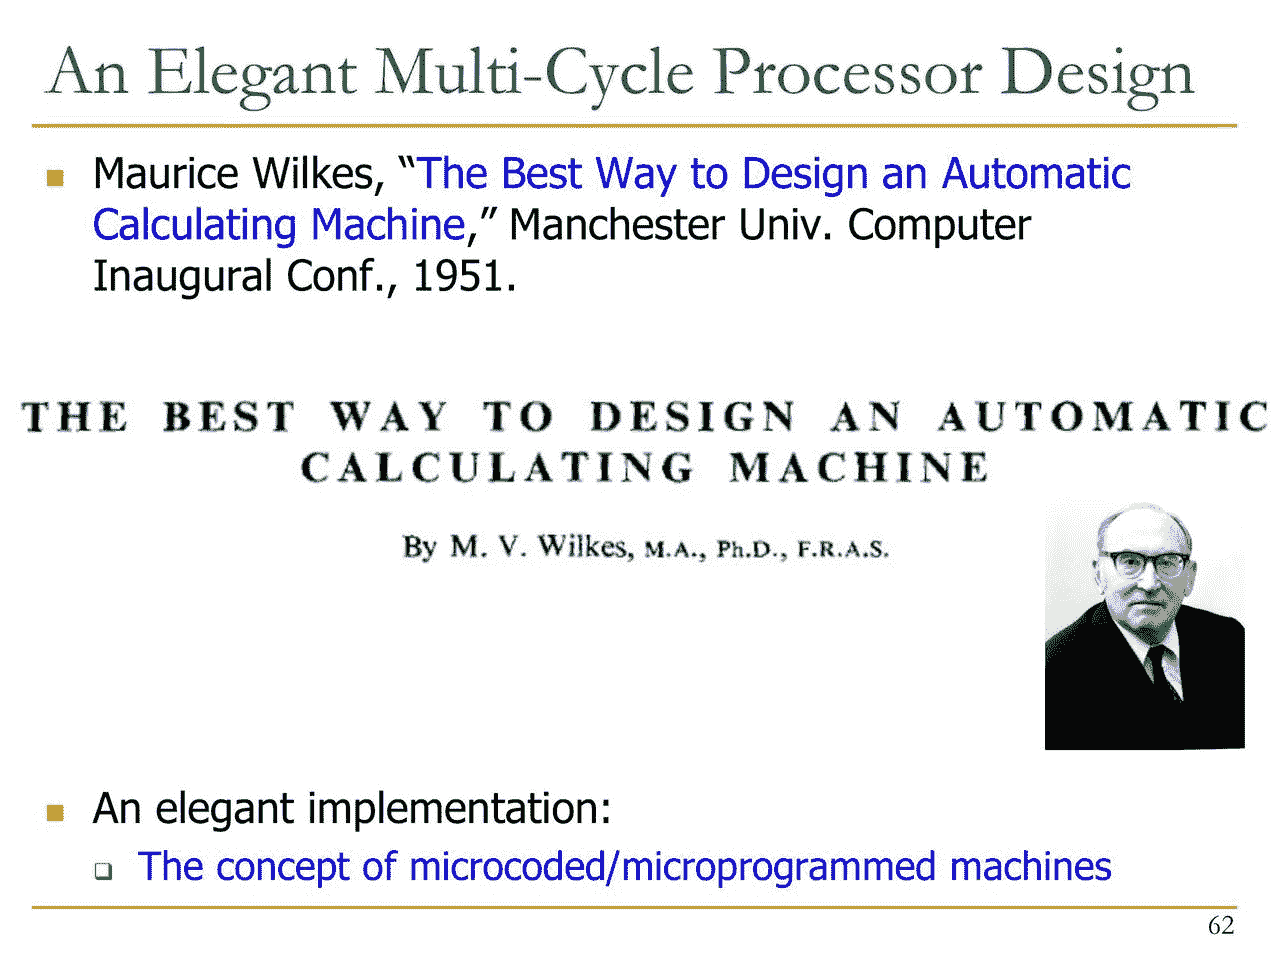 An Elegant Multi-Cycle Processor Design
Maurice Wilkes, “The Best Way to Design an Automatic
Calculating Machine,” Manchester Univ. Computer
Inaugural Conf., 1951.
THE BEST WAY TO DESIGN AN AUTOMATIC
CALCULATING MACHINE
By M. V. Wilkes, M.A., Ph.D., F.R.A.S.
An elegant implementation:
The concept of microcoded/microprogrammed machines
62